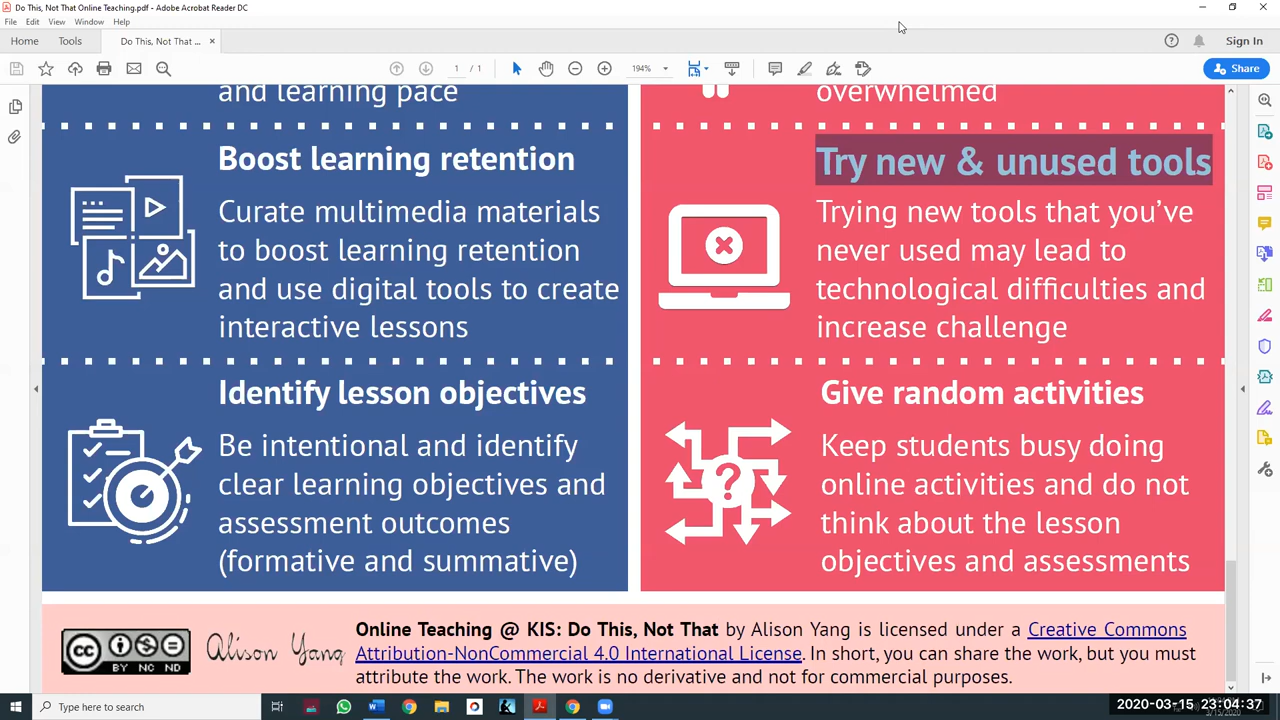 Do This, Not That Online Teaching.pdf - Adobe Acrobat Reader DC
File Edit View Window Help
Home Tools Do This, Not That ... × Sign In
1 / 1 194% Share
and learning pace
Boost learning retention
Curate multimedia materials
to boost learning retention
and use digital tools to create
interactive lessons
Identify lesson objectives
Be intentional and identify
clear learning objectives and
assessment outcomes
(formative and summative)
overwhelmed
Try new & unused tools
Trying new tools that you’ve
never used may lead to
technological difficulties and
increase challenge
Give random activities
Keep students busy doing
online activities and do not
think about the lesson
objectives and assessments
cc BY NC ND
Alison Yang
Online Teaching @ KIS: Do This, Not That by Alison Yang is licensed under a Creative Commons
Attribution-NonCommercial 4.0 International License. In short, you can share the work, but you must
attribute the work. The work is no derivative and not for commercial purposes.
Type here to search
2020-03-15 23:04:37